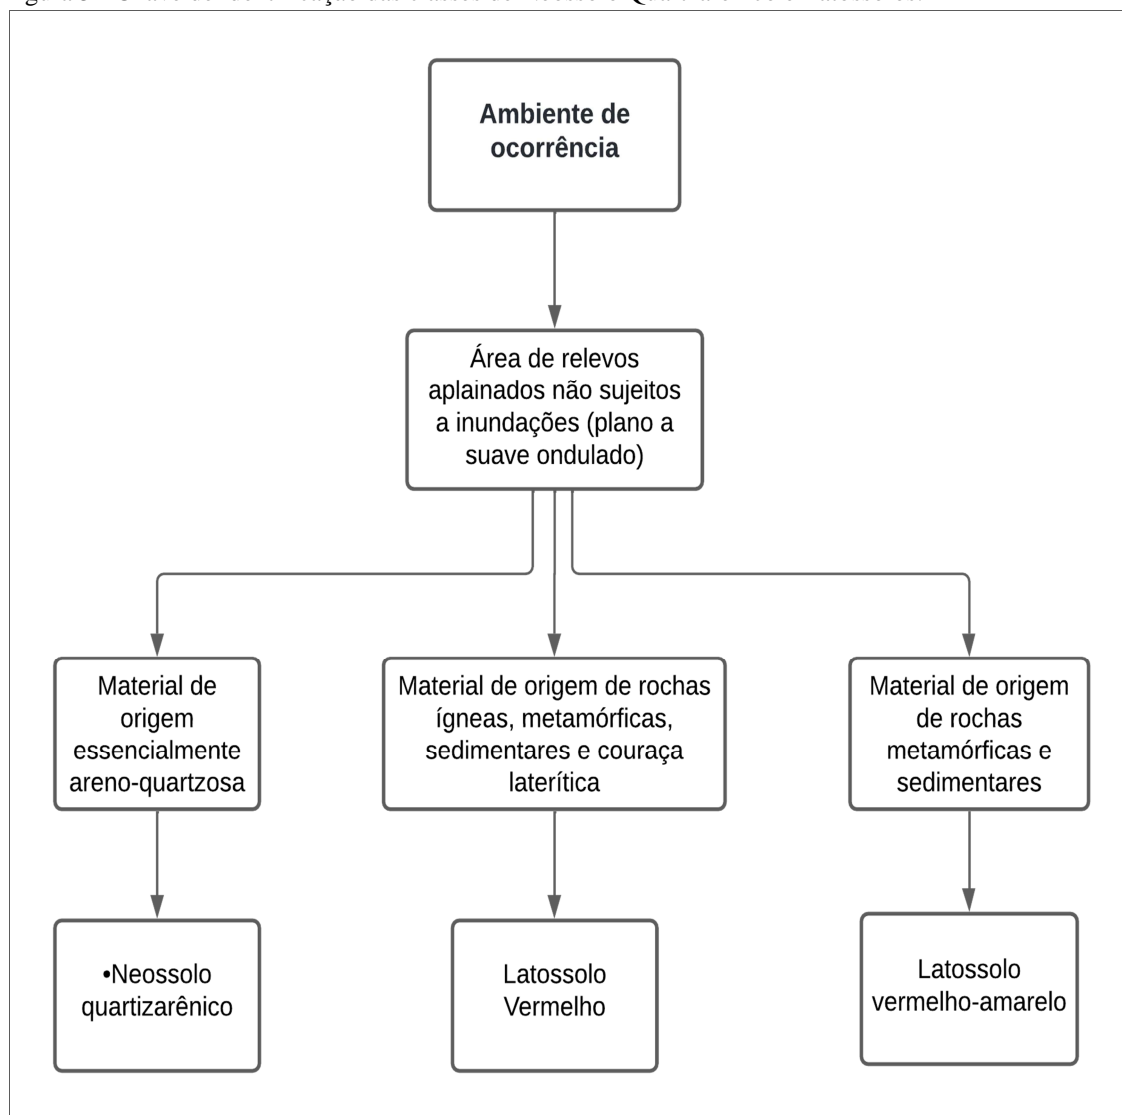 Ambiente de
ocorrência
Área de relevos
aplainados não sujeitos
a inundações (plano a
suave ondulado)
Material de
origem
essencialmente
areno-quartzosa
Material de origem de rochas
ígneas, metamórficas,
sedimentares e couraça
laterítica
Material de origem
de rochas
metamórficas e
sedimentares
•Neossolo
quartizarênico
Latossolo
Vermelho
Latossolo
vermelho-amarelo